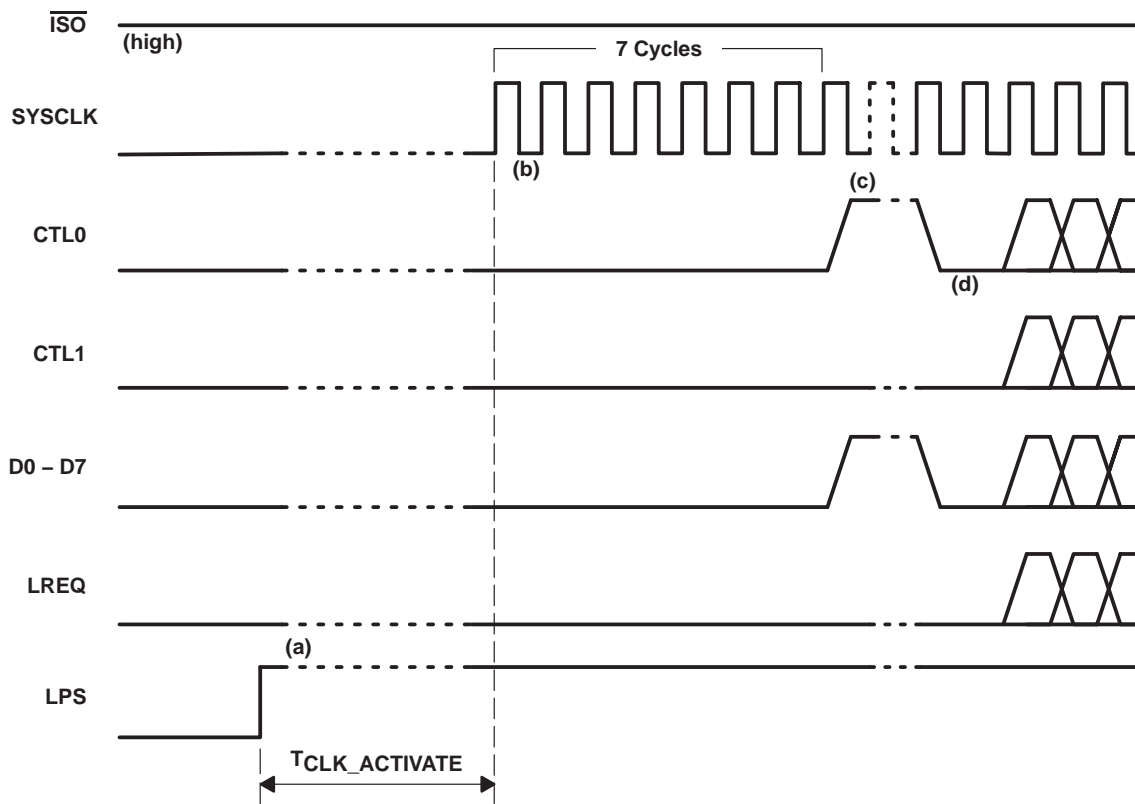 ISO
(high)
7 Cycles
SYSCLK
(b)
(c)
CTL0
(d)
CTL1
D0 – D7
LREQ
(a)
LPS
TCLK_ACTIVATE